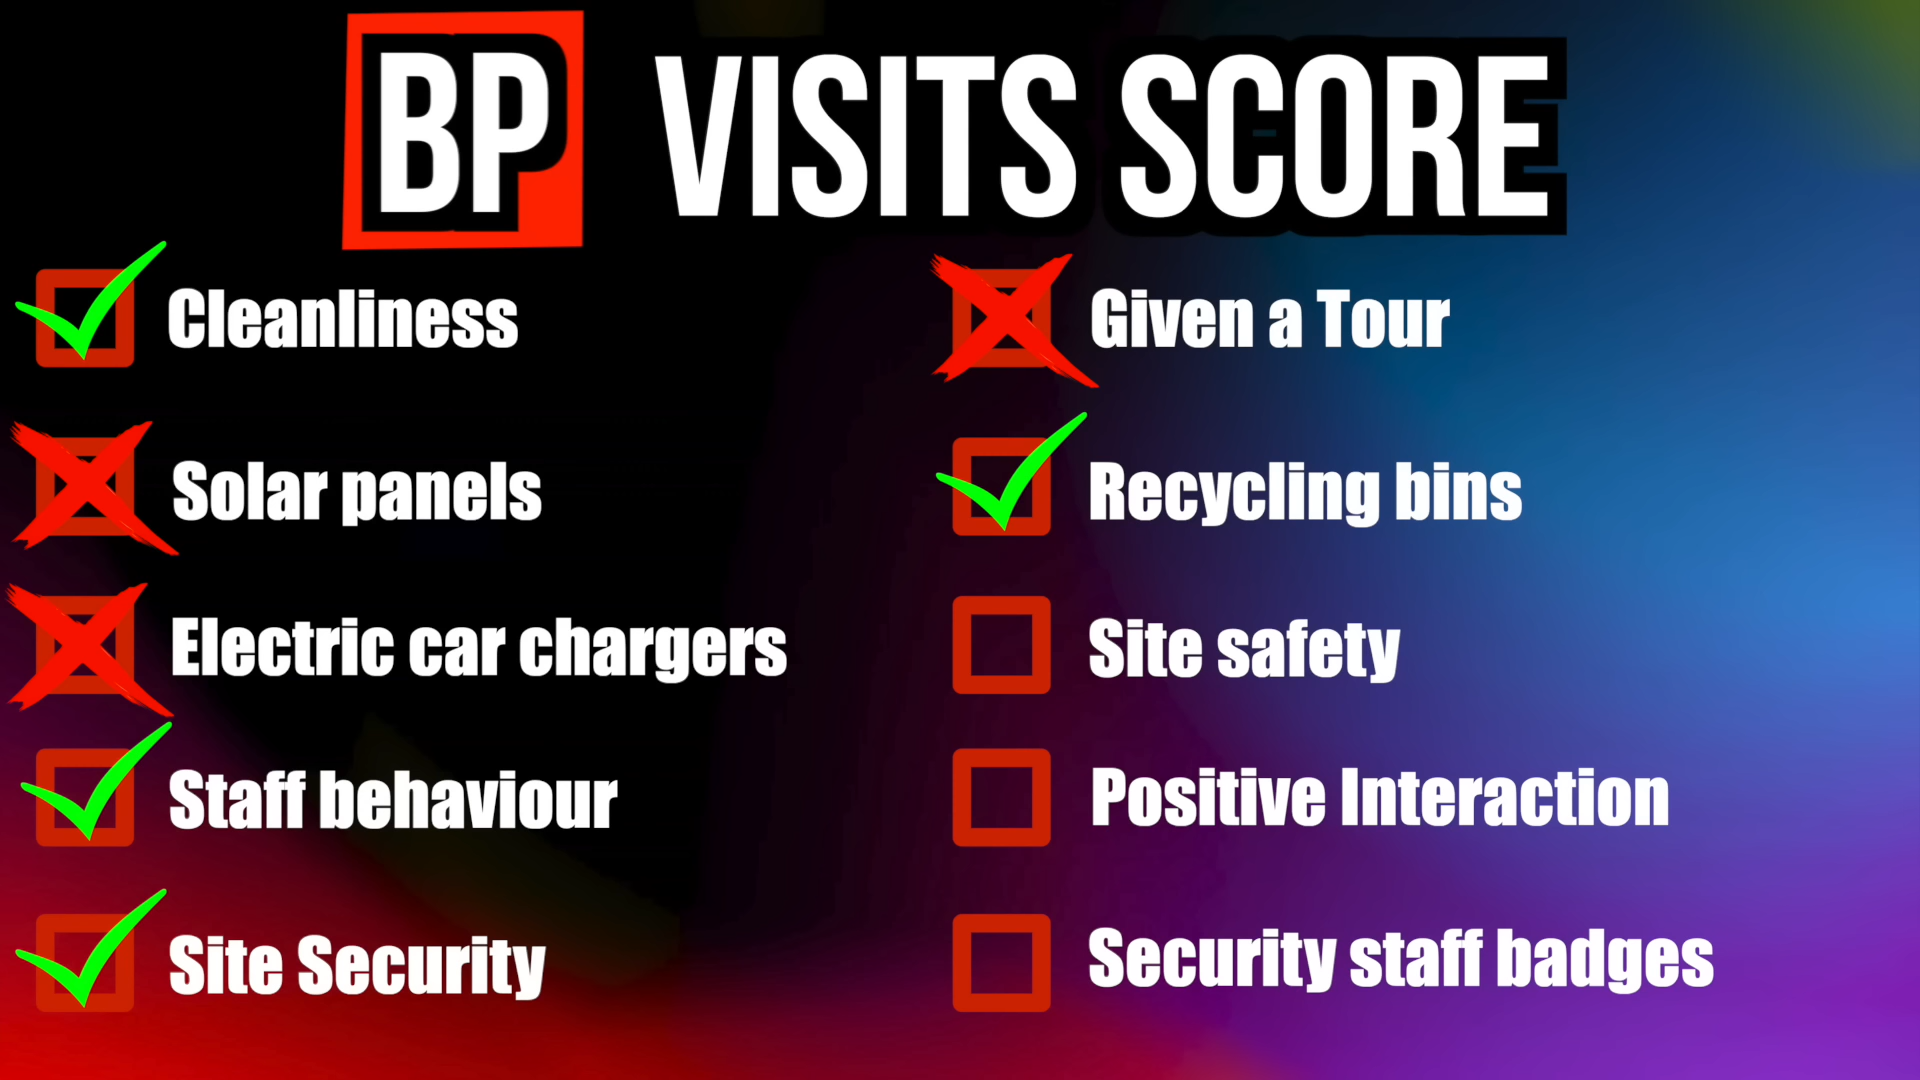 BP VISITS SCORE
Cleanliness
Solar panels
Electric car chargers
Staff behaviour
Site Security
Given a Tour
Recycling bins
Site safety
Positive Interaction
Security staff badges